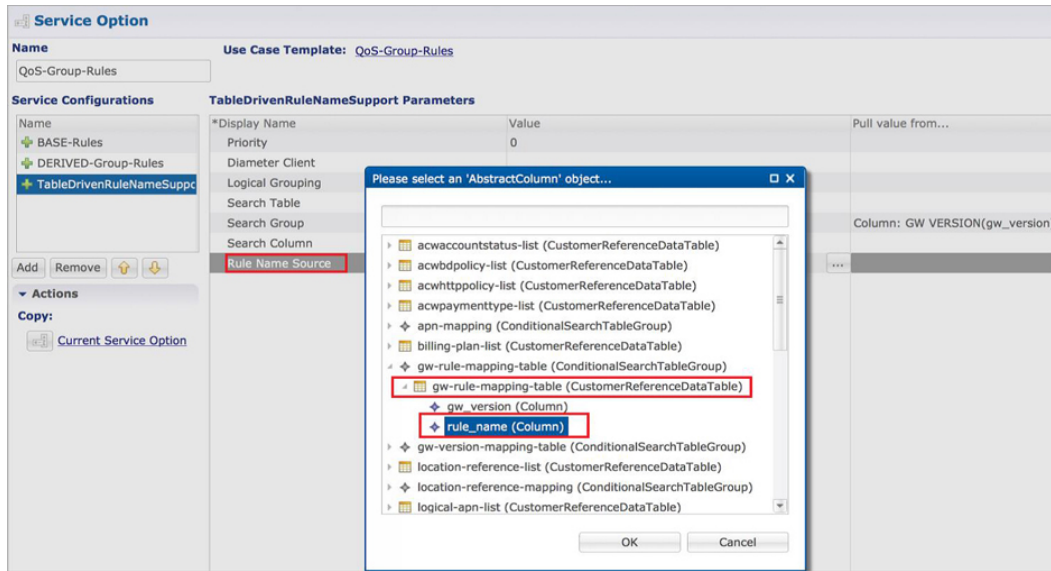 Service Option
Name
Use Case Template: QoS-Group-Rules
QoS-Group-Rules
Service Configurations
TableDrivenRuleNameSupport Parameters
Name
*Display Name Value Pull value from...
BASE-Rules
Priority 0
DERIVED-Group-Rules
Diameter Client
TableDrivenRuleNameSuppo
Logical Grouping
Search Table
Search Group Column: GW VERSION(gw_version
Search Column
Rule Name Source ...
Add Remove
Actions
Copy:
Current Service Option
Please select an 'AbstractColumn' object...
acwaccountstatus-list (CustomerReferenceDataTable)
acwbdpolicy-list (CustomerReferenceDataTable)
acwhttppolicy-list (CustomerReferenceDataTable)
acwpaymenttype-list (CustomerReferenceDataTable)
apn-mapping (ConditionalSearchTableGroup)
billing-plan-list (CustomerReferenceDataTable)
gw-rule-mapping-table (ConditionalSearchTableGroup)
gw-rule-mapping-table (CustomerReferenceDataTable)
gw_version (Column)
rule_name (Column)
gw-version-mapping-table (ConditionalSearchTableGroup)
location-reference-list (CustomerReferenceDataTable)
location-reference-mapping (ConditionalSearchTableGroup)
logical-apn-list (CustomerReferenceDataTable)
OK Cancel